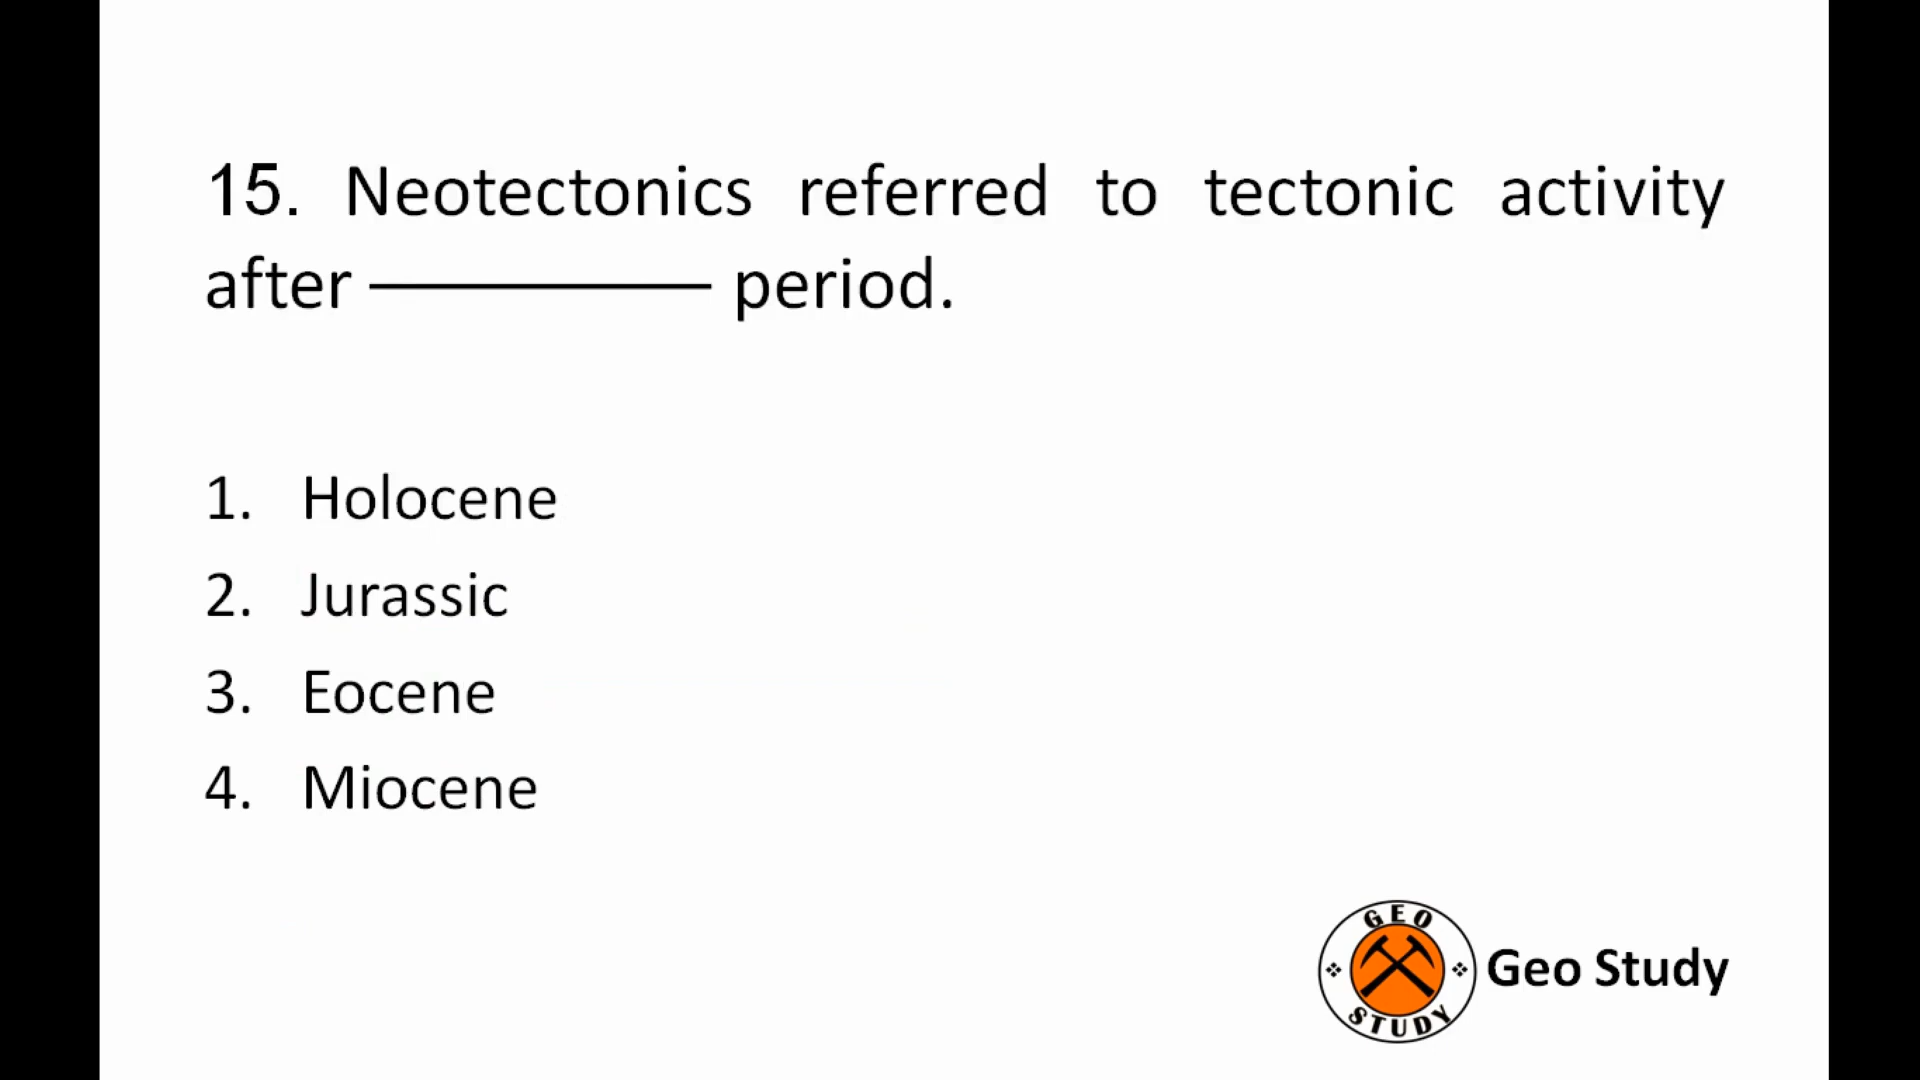 15. Neotectonics referred to tectonic activity
after ———— period.
1. Holocene
2. Jurassic
3. Eocene
4. Miocene
GEO
STUDY
Geo Study